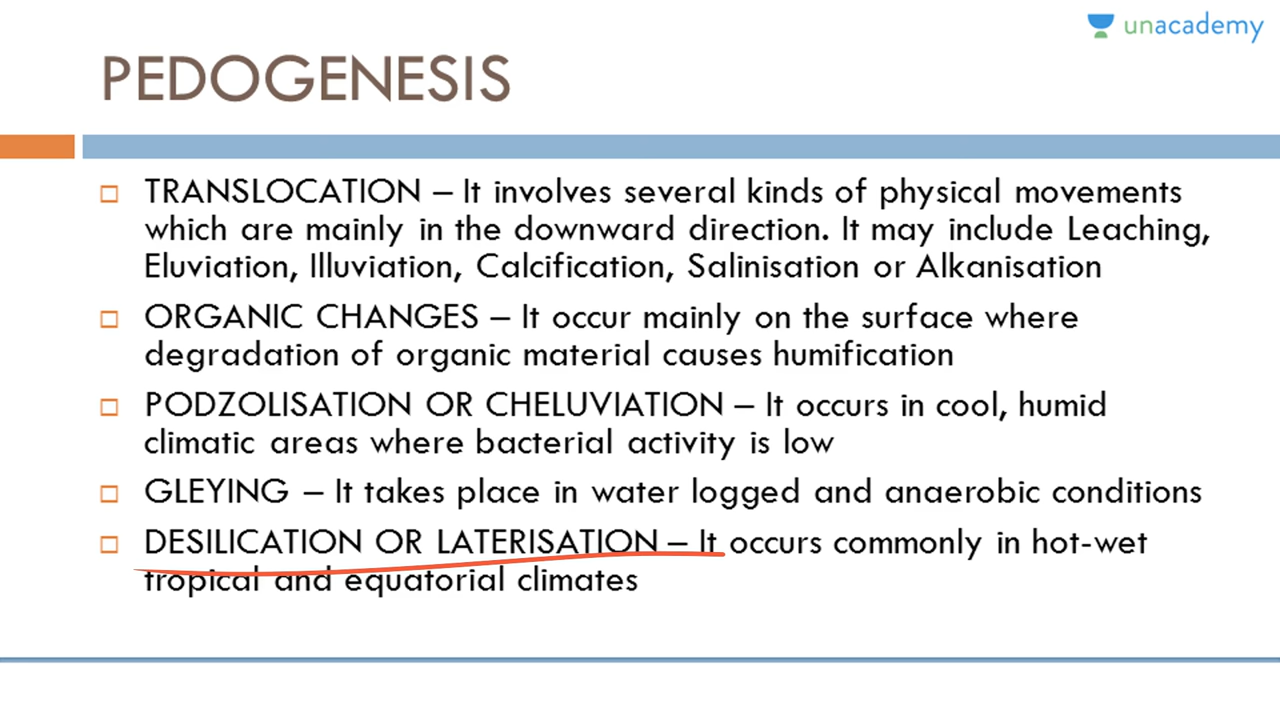 unacademy
PEDOGENESIS
TRANSLOCATION – It involves several kinds of physical movements
which are mainly in the downward direction. It may include Leaching,
Eluviation, Illuviation, Calcification, Salinisation or Alkanisation
ORGANIC CHANGES – It occur mainly on the surface where
degradation of organic material causes humification
PODZOLISATION OR CHELUVIATION – It occurs in cool, humid
climatic areas where bacterial activity is low
GLEYING – It takes place in water logged and anaerobic conditions
DESILICATION OR LATERISATION – It occurs commonly in hot-wet
tropical and equatorial climates